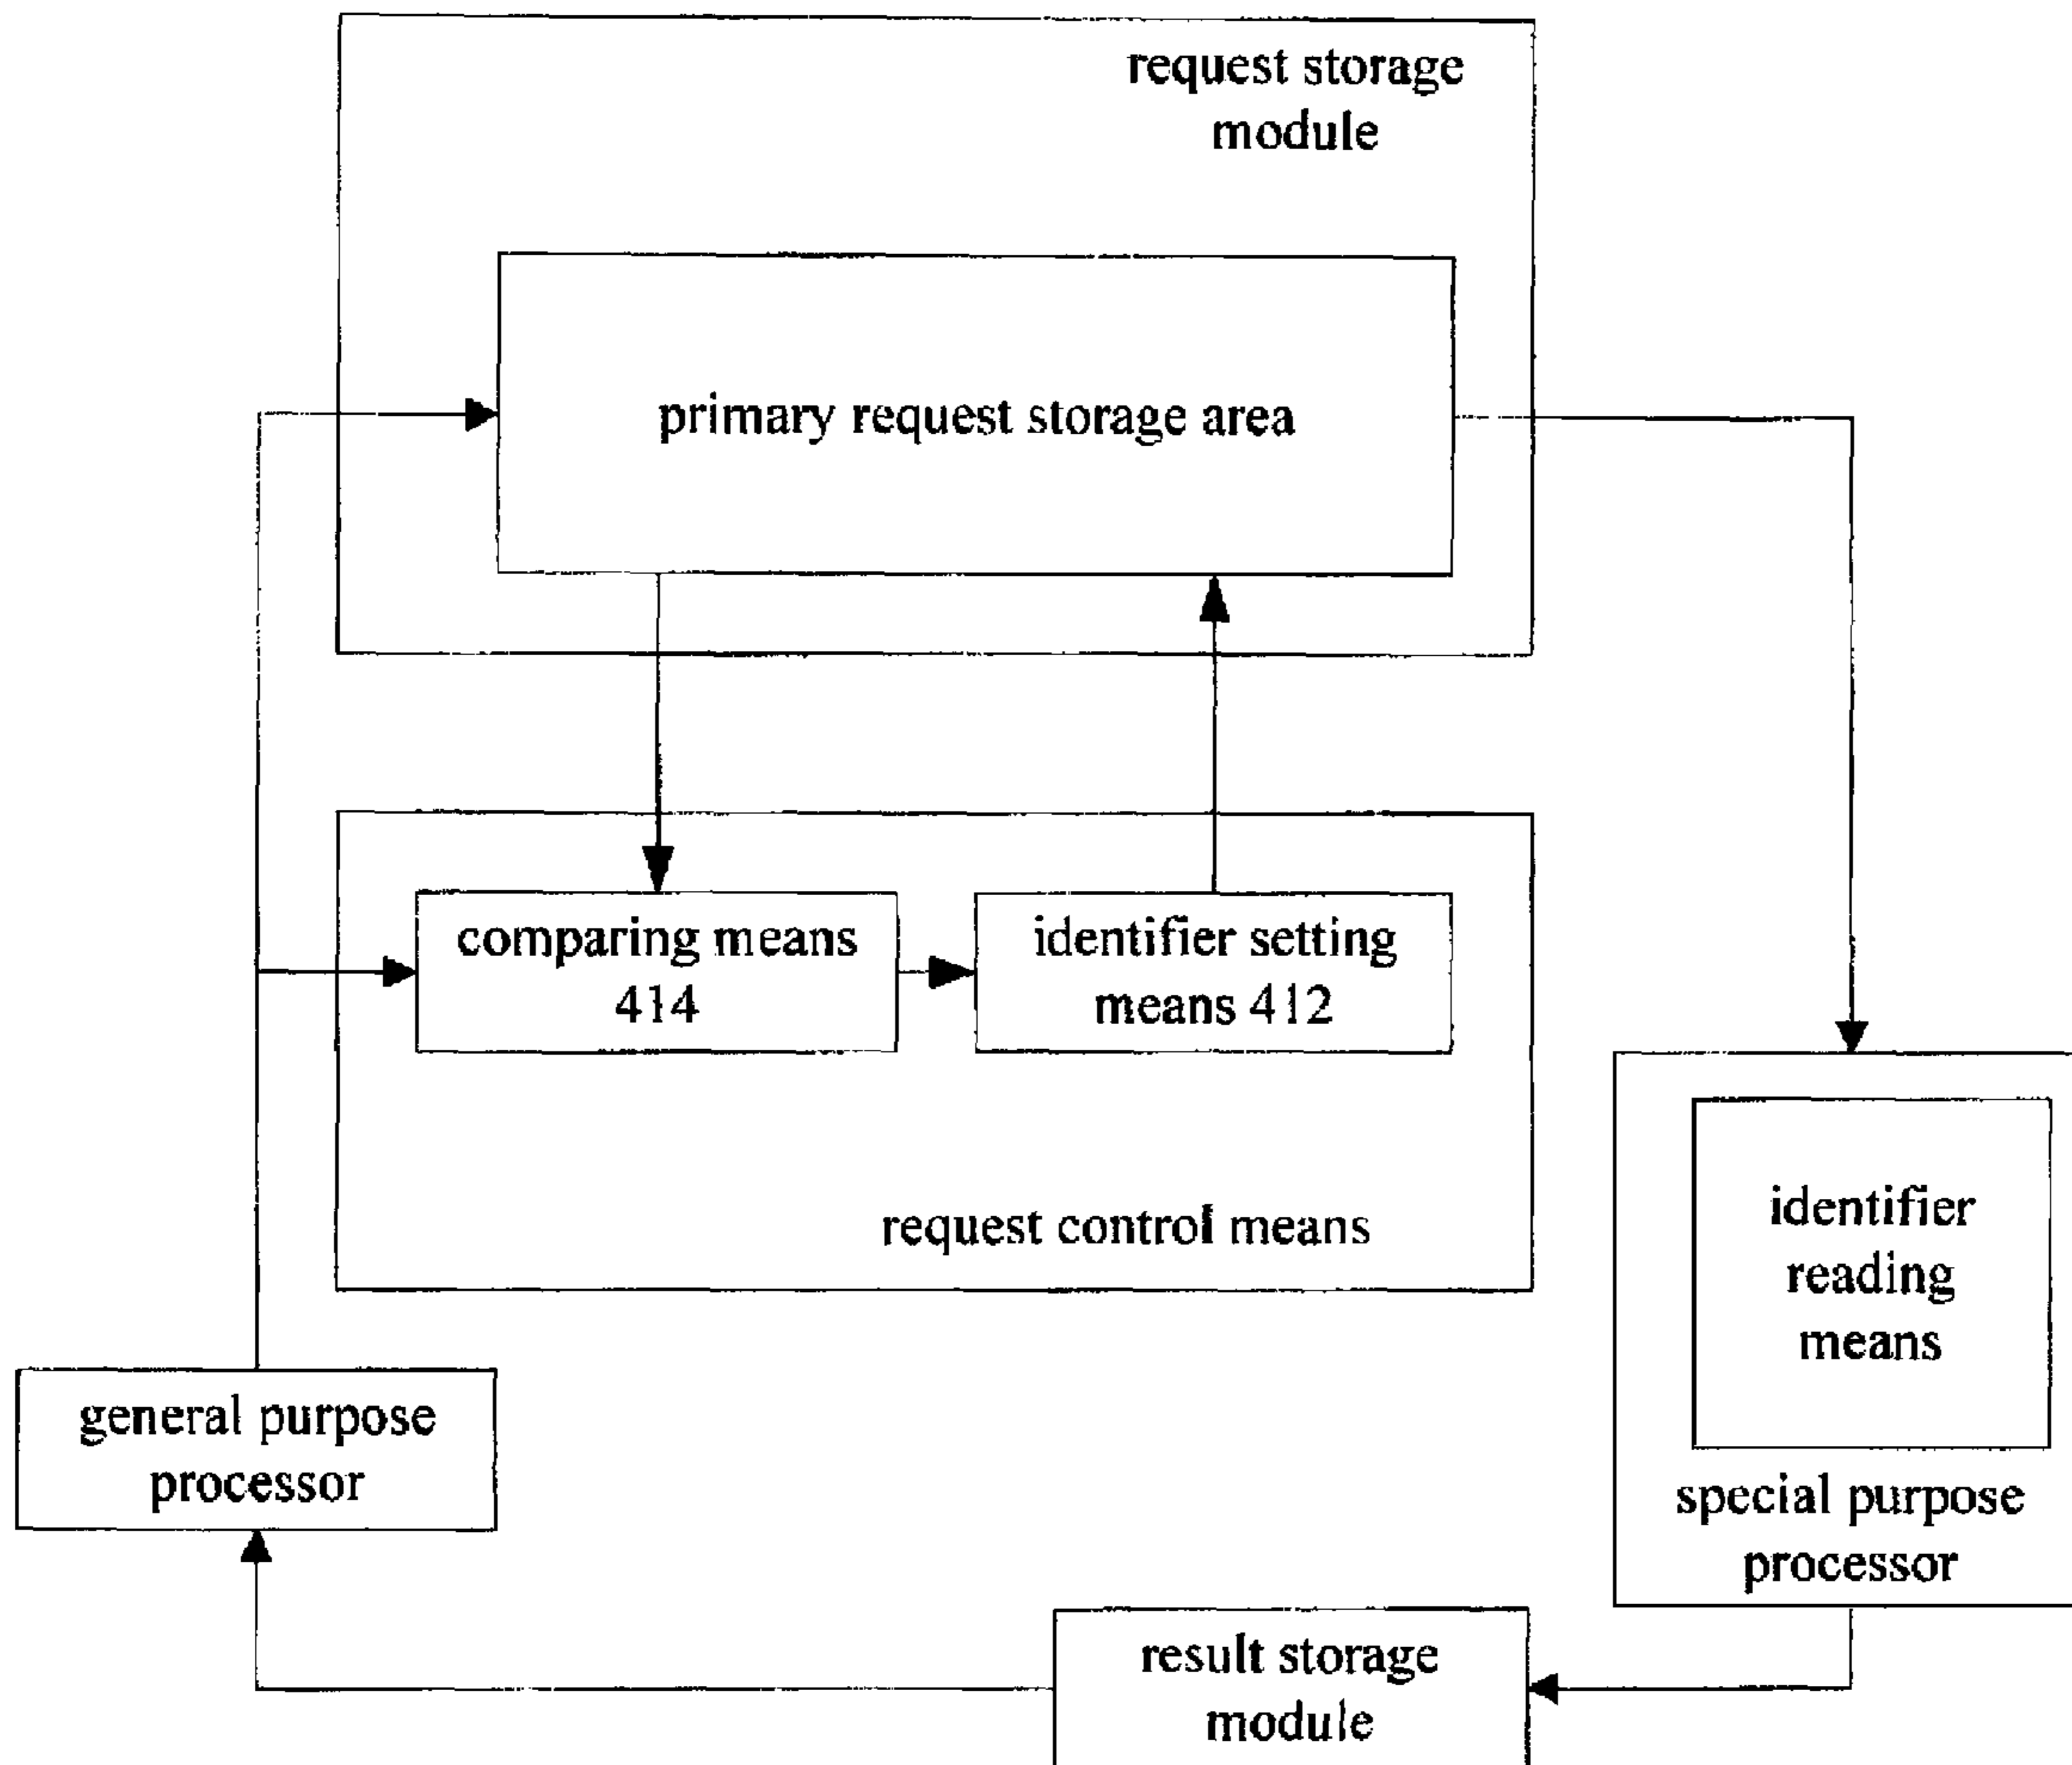 request storage
module
primary request storage area
comparing means
414
identifier setting
means 412
request control means
identifier
reading
means
general purpose
processor
special purpose
processor
result storage
module